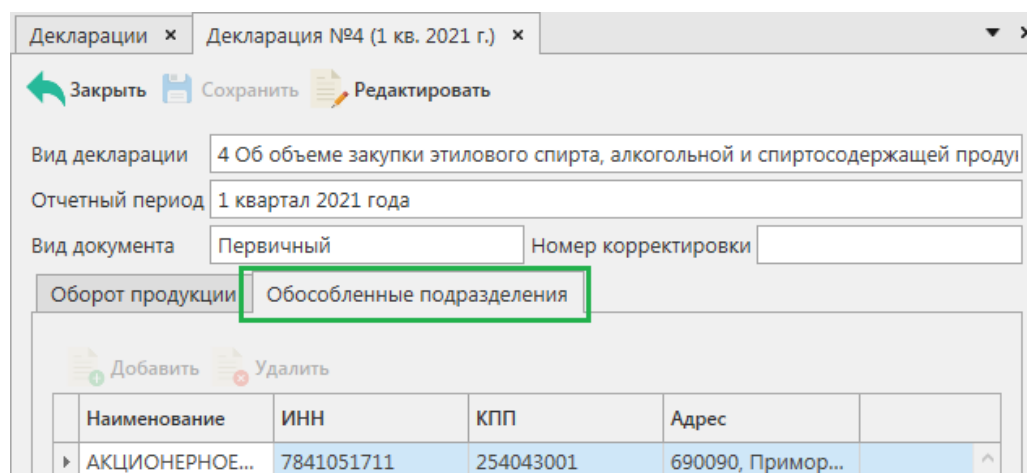 Декларации × Декларация №4 (1 кв. 2021 г.) ×
Закрыть Сохранить Редактировать
Вид декларации 4 Об объеме закупки этилового спирта, алкогольной и спиртосодержащей
Отчетный период 1 квартал 2021 года
Вид документа Первичный Номер корректировки
Оборот продукции Обособленные подразделения
Добавить Удалить
Наименование ИНН КПП Адрес
АКЦИОНЕРНОЕ... 7841051711 254043001 690090, Примор...